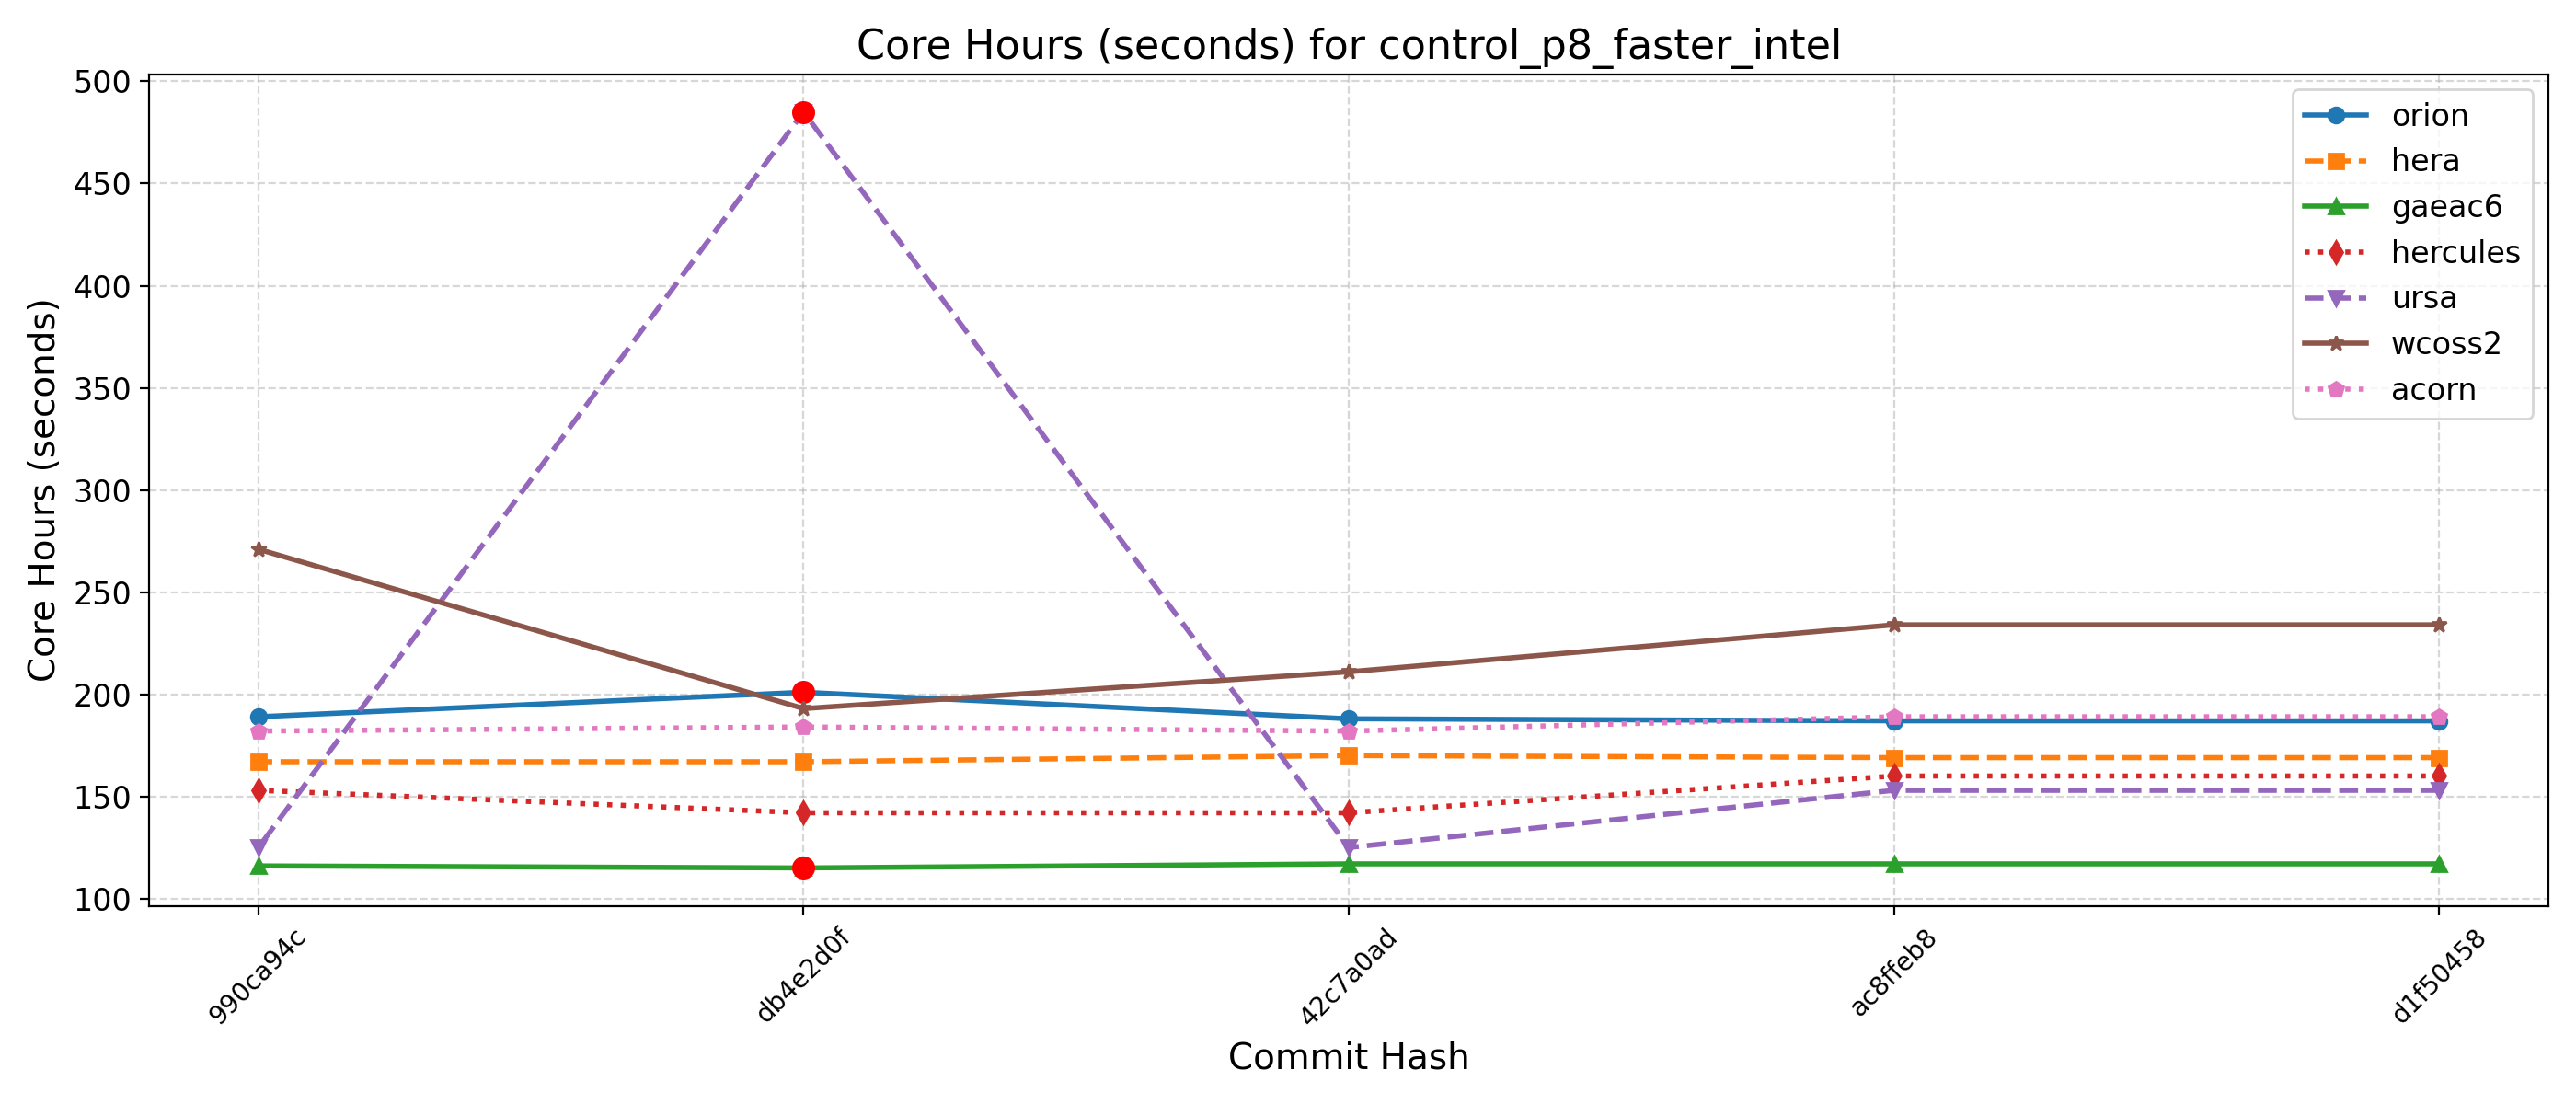 Core Hours (seconds) for control_p8_faster_intel
Core Hours (seconds)
500
450
400
350
300
250
200
150
100
orion
hera
gaeac6
hercules
ursa
wcoss2
acorn
990ca94c
db4e2d0f
42c7a0ad
ac8ffeb8
d1f50458
Commit Hash